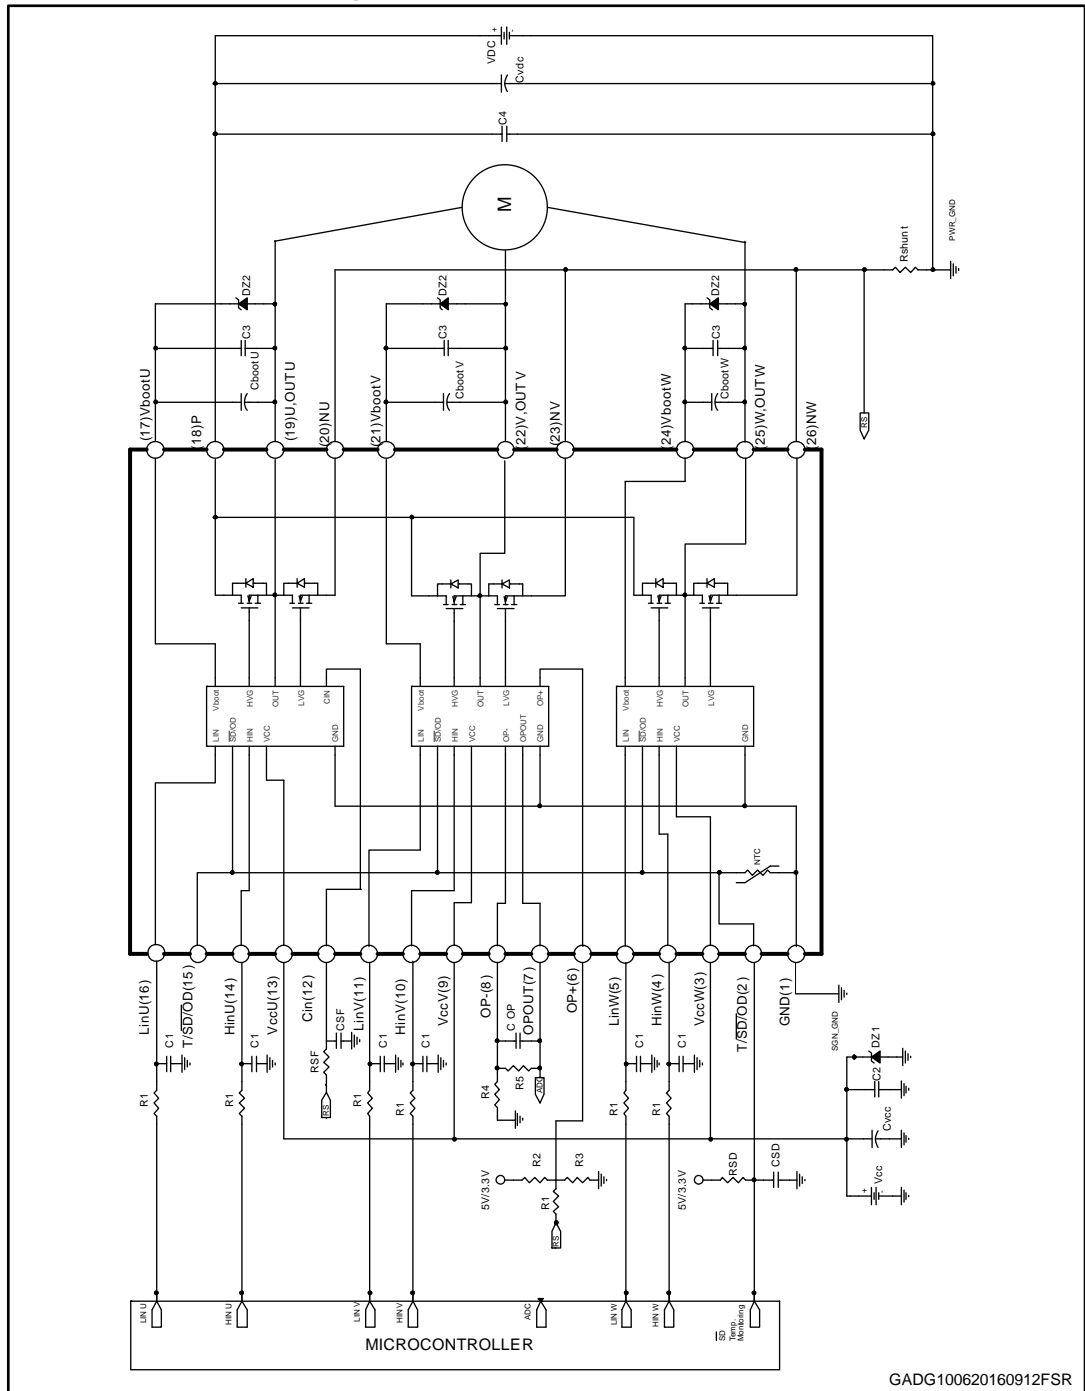 VDC
+
-
Cvdc
C4
M
PWR_GND
Rshunt
DZ2
DZ2
DZ2
C3
C3
C3
CbootU
CbootV
CbootW
RS
(17)VbootU
(18)P
(19)U,OUTU
(20)NU
(21)VbootV
(22)V,OUTV
(23)NV
(24)VbootW
(25)W,OUTW
(26)NW
Vboot
HVG
OUT
LVG
CIN
LIN
SD/OD
HIN
VCC
GND
Vboot
HVG
OUT
LVG
OP+
LIN
SD/OD
HIN
VCC
OP-
OPOUT
GND
Vboot
HVG
OUT
LVG
LIN
SD/OD
HIN
VCC
GND
NTC
LinU(16)
T/SD/OD(15)
HinU(14)
VccU(13)
Cin(12)
LinV(11)
HinV(10)
VccV(9)
OP-(8)
OPOUT(7)
OP+(6)
LinW(5)
HinW(4)
VccW(3)
T/SD/OD(2)
GND(1)
SGN_GND
C1
C1
CSF
C1
C1
COP
C1
C1
R1
R1
RSF
RS
R1
R1
R4
R5
ADC
R1
R1
DZ1
C2
Cvcc
Vcc
+
-
5V/3.3V
R2
R3
R1
RS
5V/3.3V
RSD
CSD
LIN U
HIN U
LIN V
HIN V
ADC
LIN W
HIN W
SD
Temp.
Monitoring
MICROCONTROLLER
GADG100620160912FSR